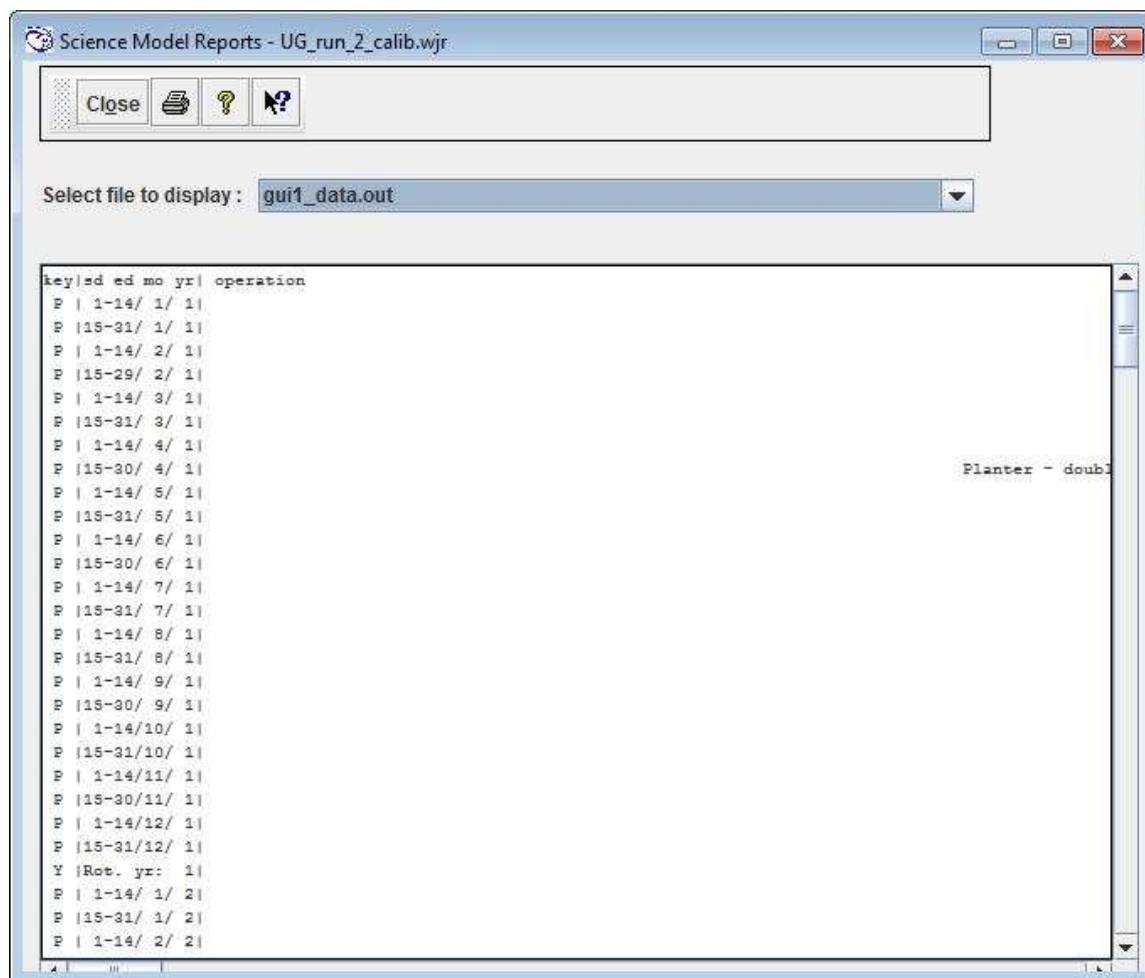 Science Model Reports - UG_run_2_calib.wjr
Close
Select file to display : gui1_data.out
key|sd ed mo yr| operation
P | 1-14/ 1/ 1|
P |15-31/ 1/ 1|
P | 1-14/ 2/ 1|
P |15-29/ 2/ 1|
P | 1-14/ 3/ 1|
P |15-31/ 3/ 1|
P | 1-14/ 4/ 1|
P |15-30/ 4/ 1| Planter - doubl
P | 1-14/ 5/ 1|
P |15-31/ 5/ 1|
P | 1-14/ 6/ 1|
P |15-30/ 6/ 1|
P | 1-14/ 7/ 1|
P |15-31/ 7/ 1|
P | 1-14/ 8/ 1|
P |15-31/ 8/ 1|
P | 1-14/ 9/ 1|
P |15-30/ 9/ 1|
P | 1-14/10/ 1|
P |15-31/10/ 1|
P | 1-14/11/ 1|
P |15-30/11/ 1|
P | 1-14/12/ 1|
P |15-31/12/ 1|
Y |Rot. yr: 1|
P | 1-14/ 1/ 2|
P |15-31/ 1/ 2|
P | 1-14/ 2/ 2|